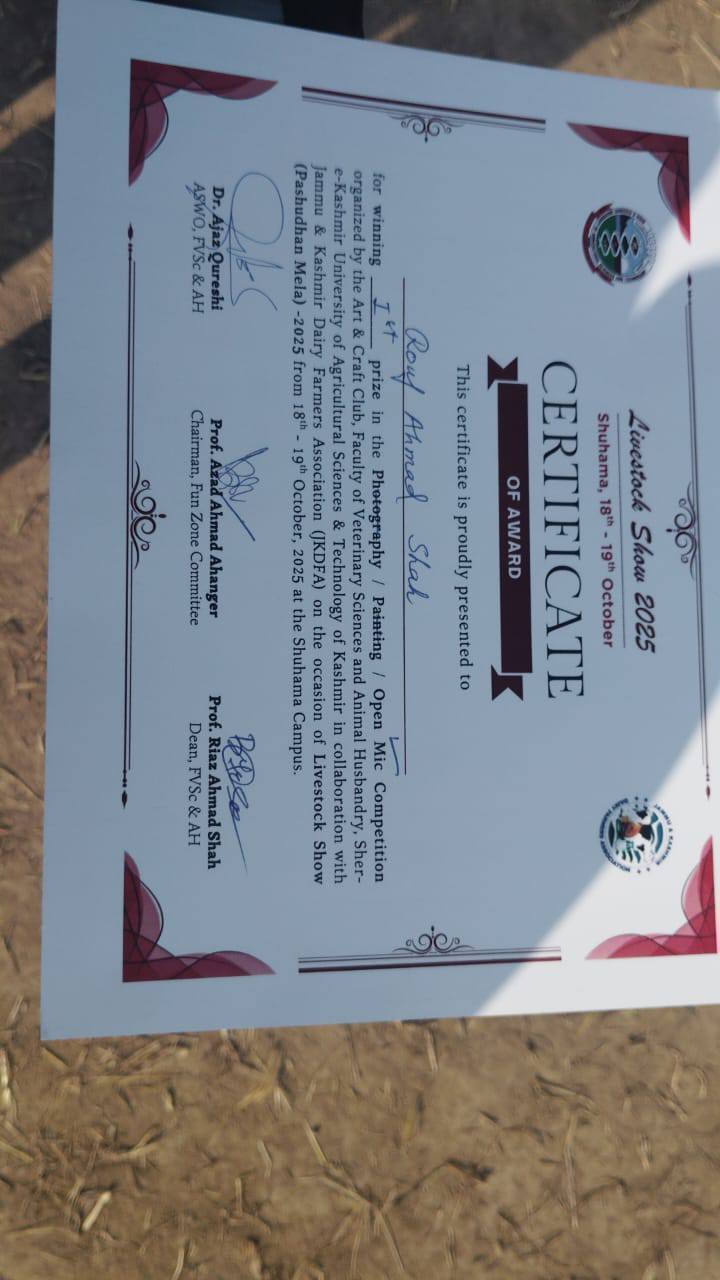 Livestock Show 2025
Shuhama, 18th - 19th October
CERTIFICATE
OF AWARD
This certificate is proudly presented to
Rouf Ahmad Shah
for winning Ist prize in the Photography / Painting / Open Mic Competition
organized by the Art & Craft Club, Faculty of Veterinary Sciences and Animal Husbandry, Sher-
e-Kashmir University of Agricultural Sciences & Technology of Kashmir in collaboration with
Jammu & Kashmir Dairy Farmers Association (JKDFA) on the occasion of Livestock Show
(Pashudhan Mela) -2025 from 18th - 19th October, 2025 at the Shuhama Campus.
Dr. Ajaz Qureshi
ASWO, FVSc & AH
Prof. Azad Ahmad Ahanger
Chairman, Fun Zone Committee
Prof. Riaz Ahmad Shah
Dean, FVSc & AH